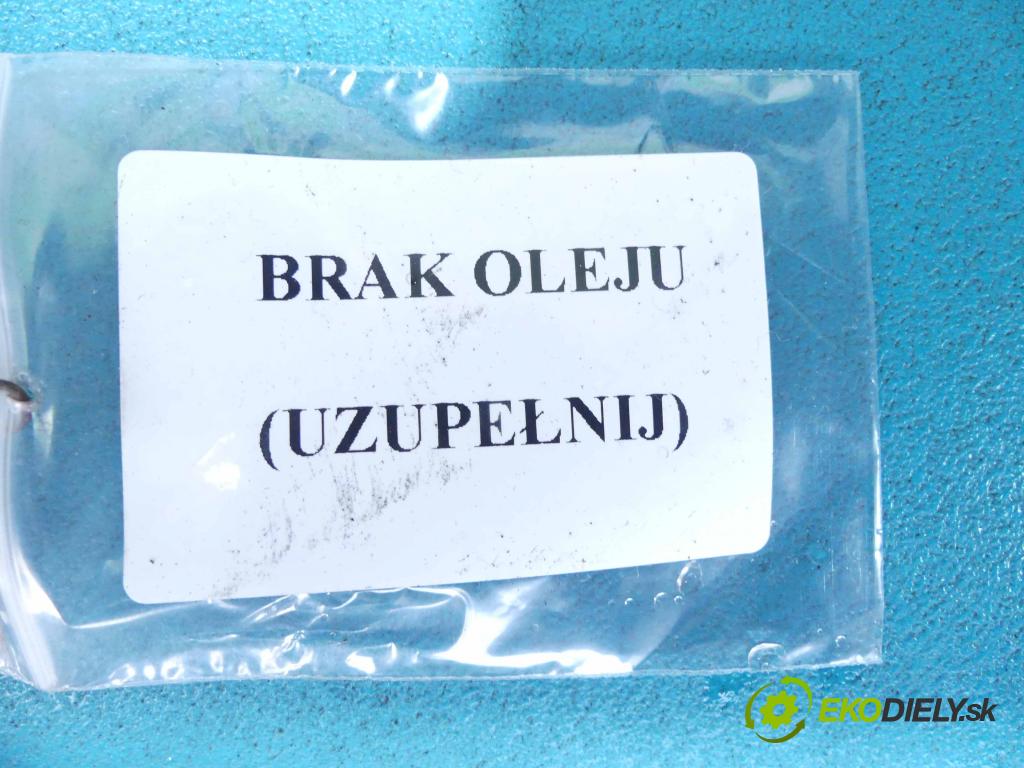 BRAK OLEJU
(UZUPEŁNIJ)
EKODIELY.sk